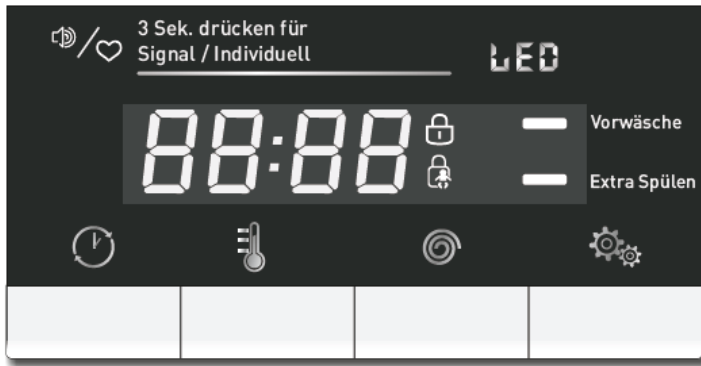 3 Sek. drücken für
Signal / Individuell
LED
88:88
Vorwäsche
Extra Spülen